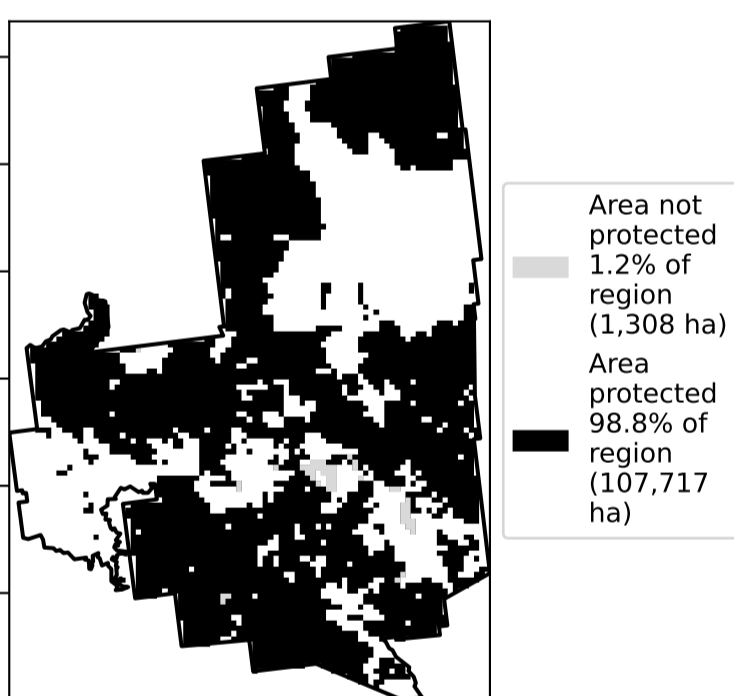 Area not
protected
1.2% of
region
(1,308 ha)
Area
protected
98.8% of
region
(107,717
ha)